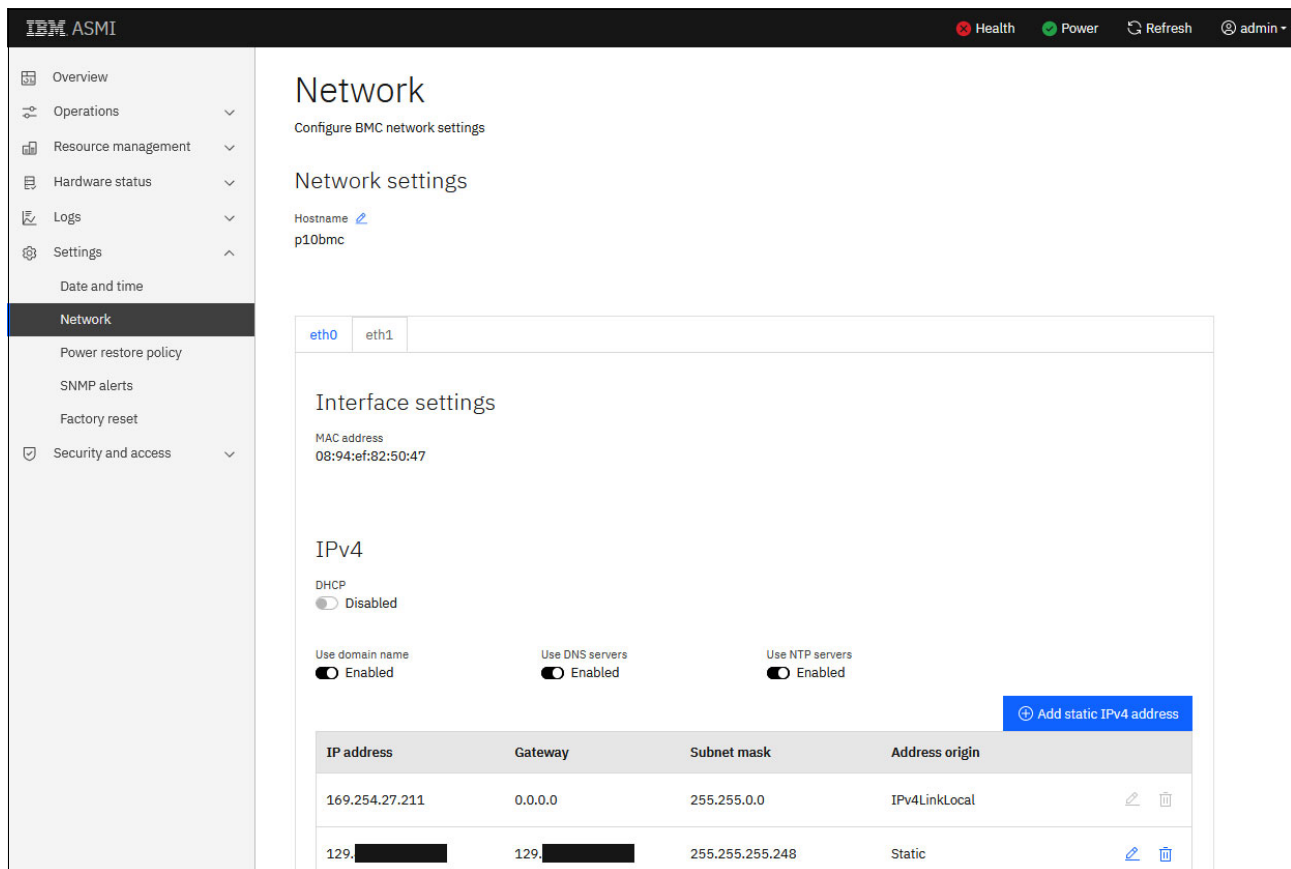 IBM ASMI
Health
Power
Refresh
admin
Overview
Operations
Resource management
Hardware status
Logs
Settings
Date and time
Network
Power restore policy
SNMP alerts
Factory reset
Security and access
Network
Configure BMC network settings
Network settings
Hostname
p10bmc
eth0 eth1
Interface settings
MAC address
08:94:ef:82:50:47
IPv4
DHCP
Disabled
Use domain name Use DNS servers Use NTP servers
Enabled Enabled Enabled
Add static IPv4 address
IP address Gateway Subnet mask Address origin
169.254.27.211 0.0.0.0 255.255.0.0 IPv4LinkLocal
129. 129. 255.255.255.248 Static